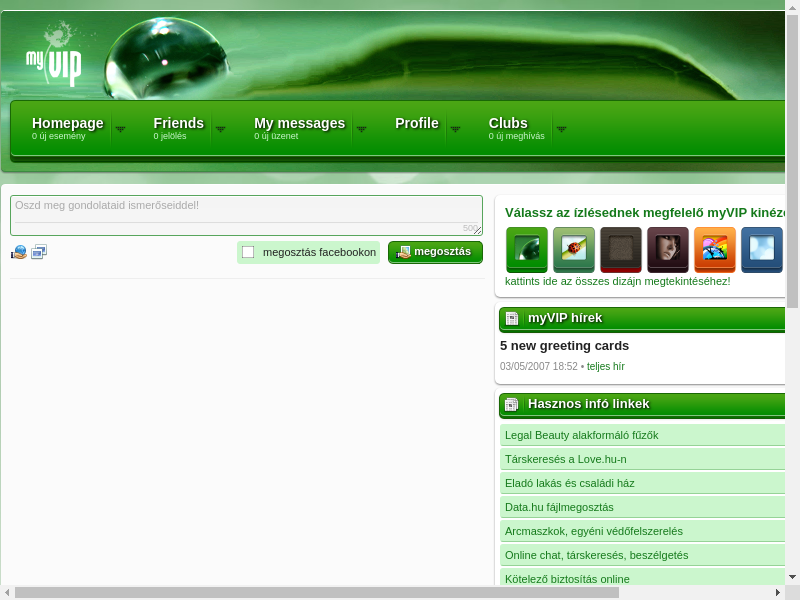 my VIP
Homepage
0 új esemény
Friends
0 jelölés
My messages
0 új üzenet
Profile
Clubs
0 új meghívás
Oszd meg gondolataid ismerőseiddel!
500
megosztás facebookon
megosztás
Válassz az ízlésednek megfelelő myVIP
kattints ide az összes dizájn megtekintéséhez!
myVIP hírek
5 new greeting cards
03/05/2007 18:52 • teljes hír
Hasznos infó linkek
Legal Beauty alakformáló fűzők
Társkeresés a Love.hu-n
Eladó lakás és családi ház
Data.hu fájlmegosztás
Arcmaszkok, egyéni védőfelszerelés
Online chat, társkeresés, beszélgetés
Kötelező biztosítás online